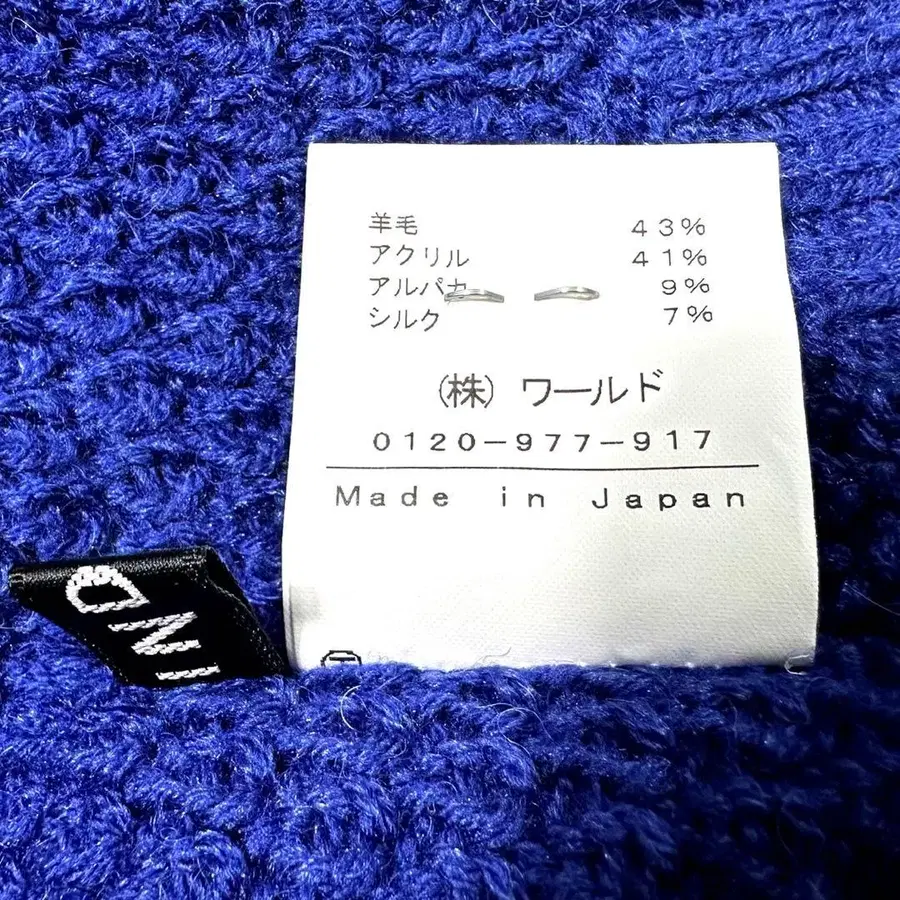 羊毛 43%
アクリル 41%
アルパカ 9%
シルク 7%
(株) ワールド
0120-977-917
Made in Japan